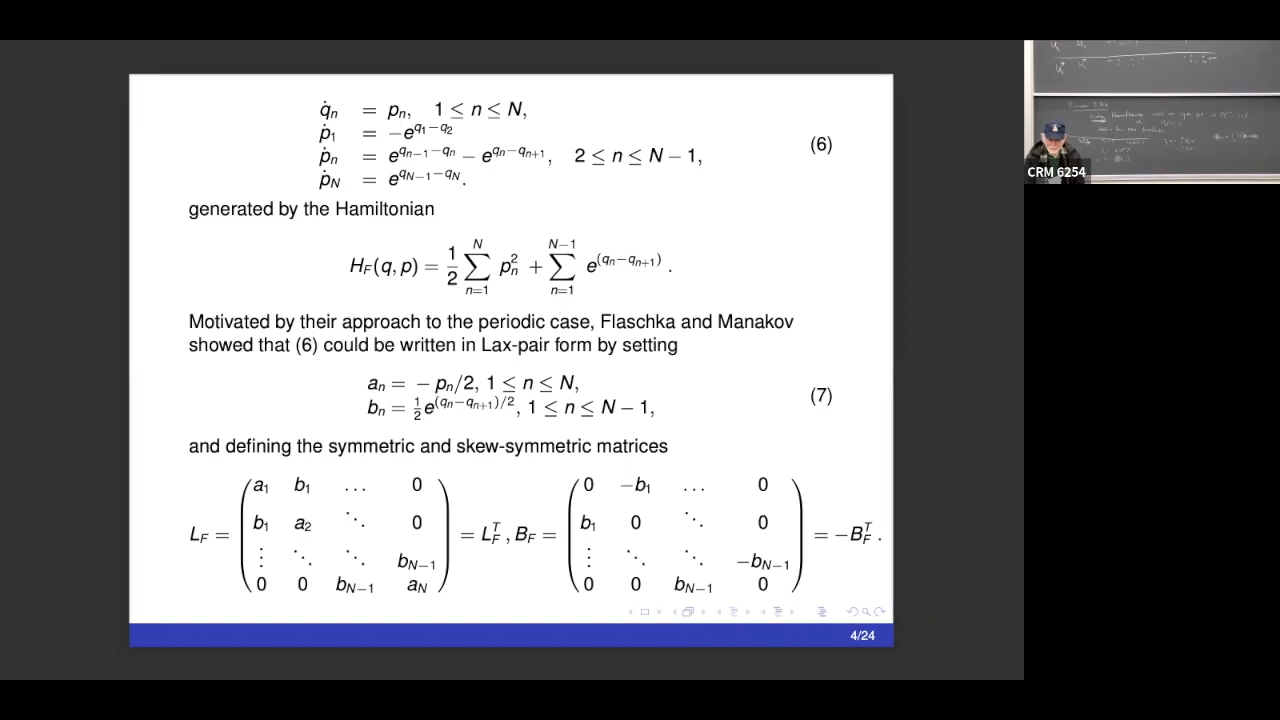 q̇ₙ = pₙ, 1 ≤ n ≤ N,
ṗ₁ = −e^{q₁−q₂}
ṗₙ = e^{qₙ₋₁−qₙ} − e^{qₙ−qₙ₊₁}, 2 ≤ n ≤ N − 1, (6)
ṗ_N = e^{q_{N−1}−q_N}.
generated by the Hamiltonian
H_F(q, p) = 1/2 ∑_{n=1}^{N} pₙ² + ∑_{n=1}^{N−1} e^{(qₙ−qₙ₊₁)} .
Motivated by their approach to the periodic case, Flaschka and Manakov
showed that (6) could be written in Lax-pair form by setting
aₙ = − pₙ/2, 1 ≤ n ≤ N,
bₙ = ½e^{(qₙ−qₙ₊₁)/2}, 1 ≤ n ≤ N − 1, (7)
and defining the symmetric and skew-symmetric matrices
L_F = ( a₁ b₁ … 0 ; b₁ a₂ ⋱ 0 ; ⋮ ⋱ ⋱ b_{N−1} ; 0 0 b_{N−1} a_N ) = L_F^T , B_F = ( 0 −b₁ … 0 ; b₁ 0 ⋱ 0 ; ⋮ ⋱ ⋱ −b_{N−1} ; 0 0 b_{N−1} 0 ) = −B_F^T .
4/24
CRM 6254